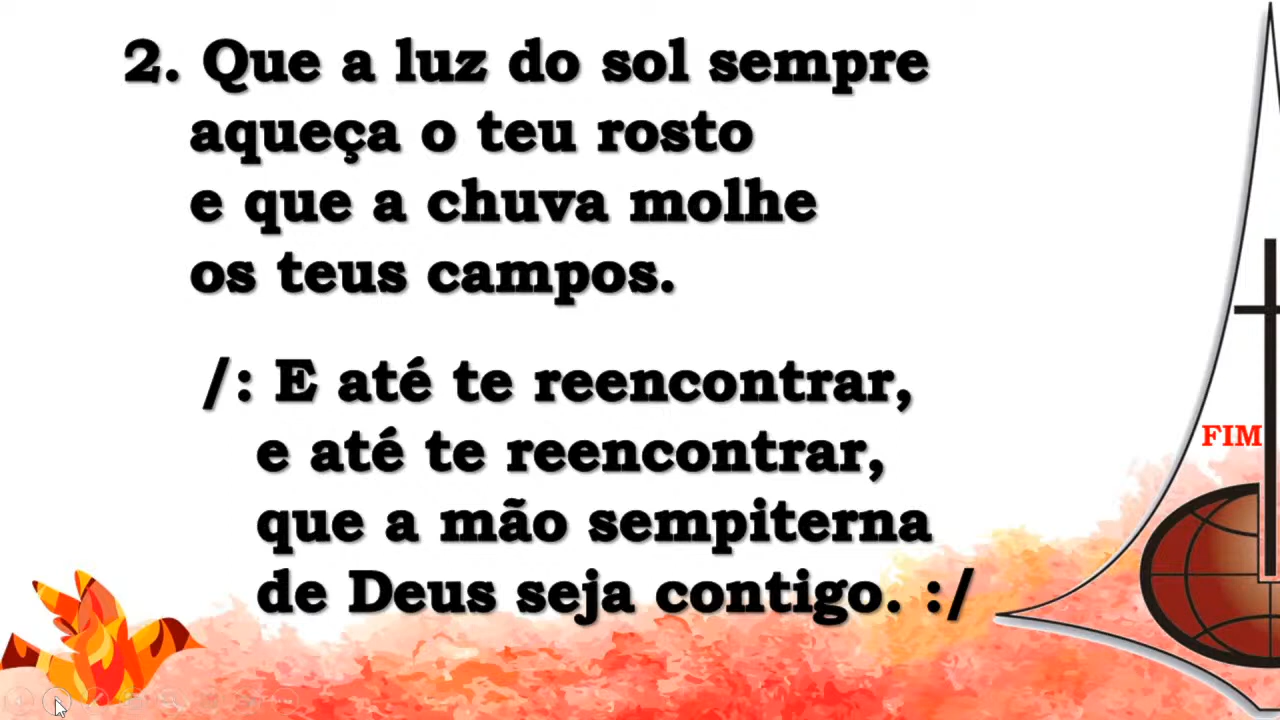 2. Que a luz do sol sempre
aqueça o teu rosto
e que a chuva molhe
os teus campos.
/: E até te reencontrar,
e até te reencontrar,
que a mão sempiterna
de Deus seja contigo. :/
FIM